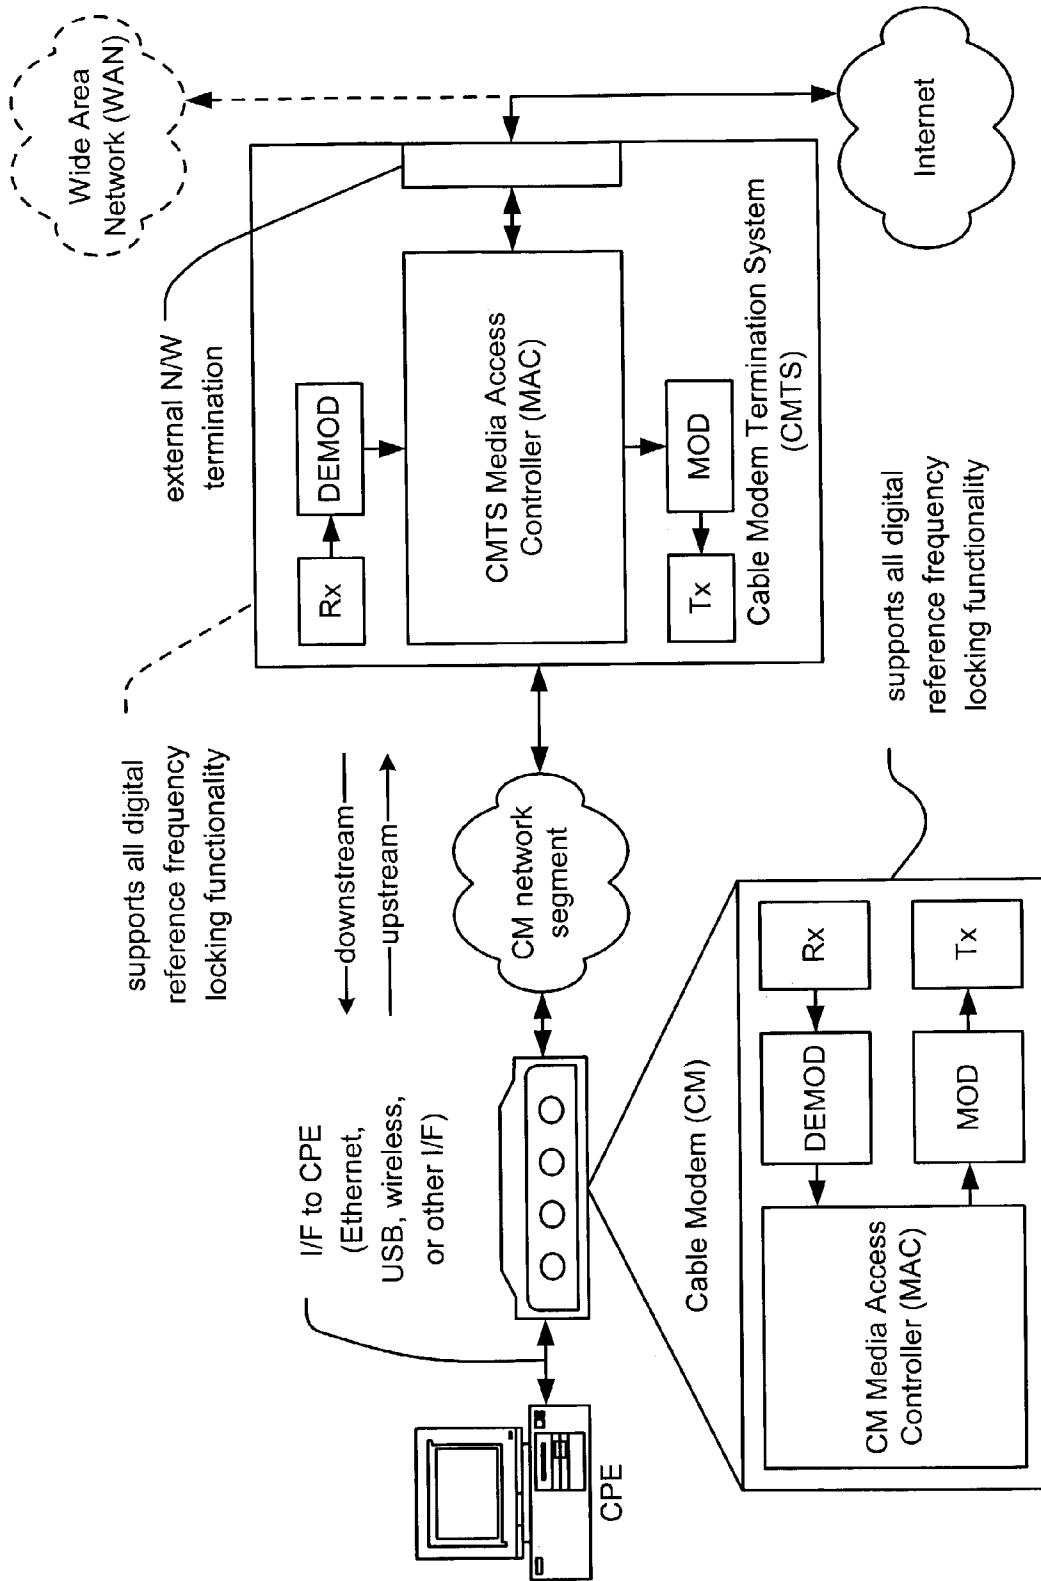 Wide Area
Network (WAN)
external N/W
termination
supports all digital
reference frequency
locking functionality
Rx
DEMOD
CMTS Media Access
Controller (MAC)
Tx
MOD
Cable Modem Termination System
(CMTS)
Internet
downstream
upstream
I/F to CPE
(Ethernet,
USB, wireless,
or other I/F)
CPE
CM network
segment
Cable Modem (CM)
CM Media Access
Controller (MAC)
DEMOD
Rx
MOD
Tx
supports all digital
reference frequency
locking functionality